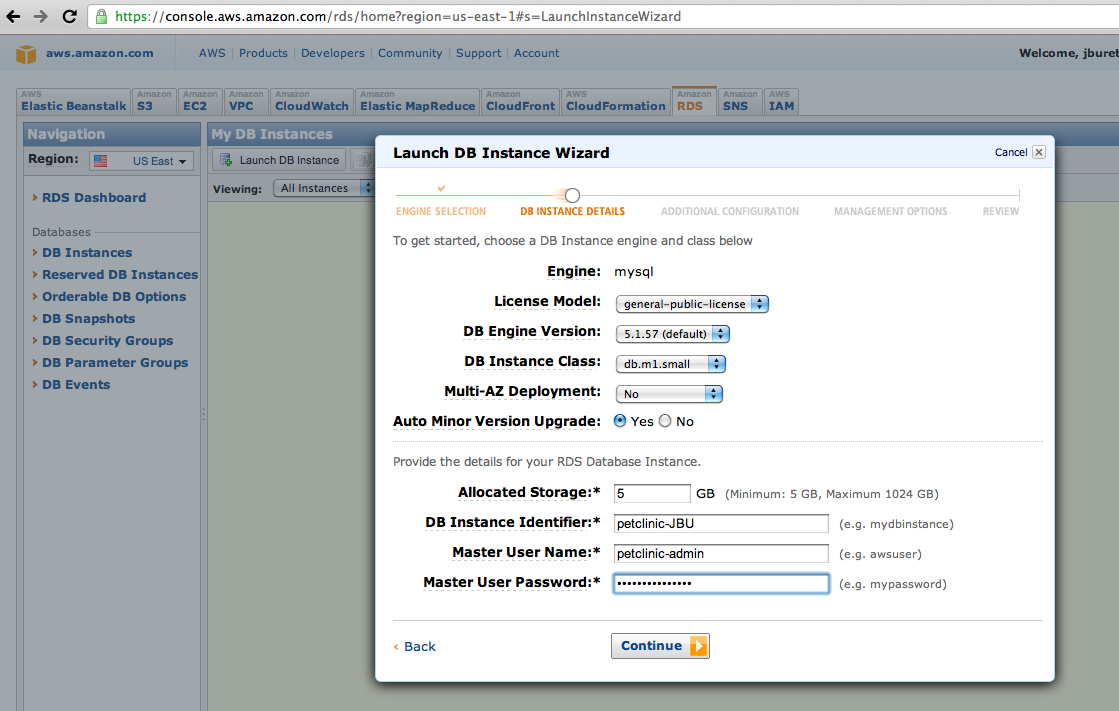 https://console.aws.amazon.com/rds/home?region=us-east-1#s=LaunchInstanceWizard
aws.amazon.com AWS | Products | Developers | Community | Support | Account Welcome, jburet
AWS Elastic Beanstalk
Amazon S3
Amazon EC2
Amazon VPC
Amazon CloudWatch
Amazon Elastic MapReduce
Amazon CloudFront
AWS CloudFormation
Amazon RDS
Amazon SNS
AWS IAM
Navigation
Region: US East
RDS Dashboard
Databases
DB Instances
Reserved DB Instances
Orderable DB Options
DB Snapshots
DB Security Groups
DB Parameter Groups
DB Events
My DB Instances
Launch DB Instance
Viewing: All Instances
Launch DB Instance Wizard Cancel
ENGINE SELECTION DB INSTANCE DETAILS ADDITIONAL CONFIGURATION MANAGEMENT OPTIONS REVIEW
To get started, choose a DB Instance engine and class below
Engine: mysql
License Model: general-public-license
DB Engine Version: 5.1.57 (default)
DB Instance Class: db.m1.small
Multi-AZ Deployment: No
Auto Minor Version Upgrade: Yes No
Provide the details for your RDS Database Instance.
Allocated Storage:* 5 GB (Minimum: 5 GB, Maximum 1024 GB)
DB Instance Identifier:* petclinic-JBU (e.g. mydbinstance)
Master User Name:* petclinic-admin (e.g. awsuser)
Master User Password:* ••••••••••••••• (e.g. mypassword)
‹ Back Continue